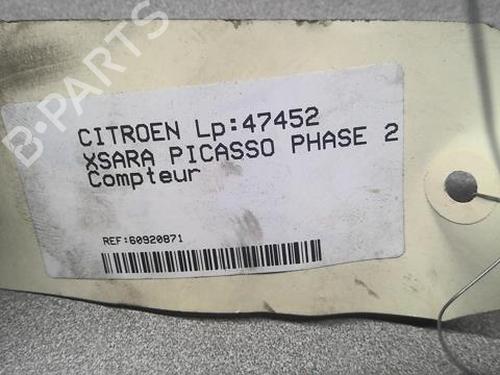 CITROEN Lp:47452
XSARA PICASSO PHASE 2
Compteur
REF:60920871
B-PARTS